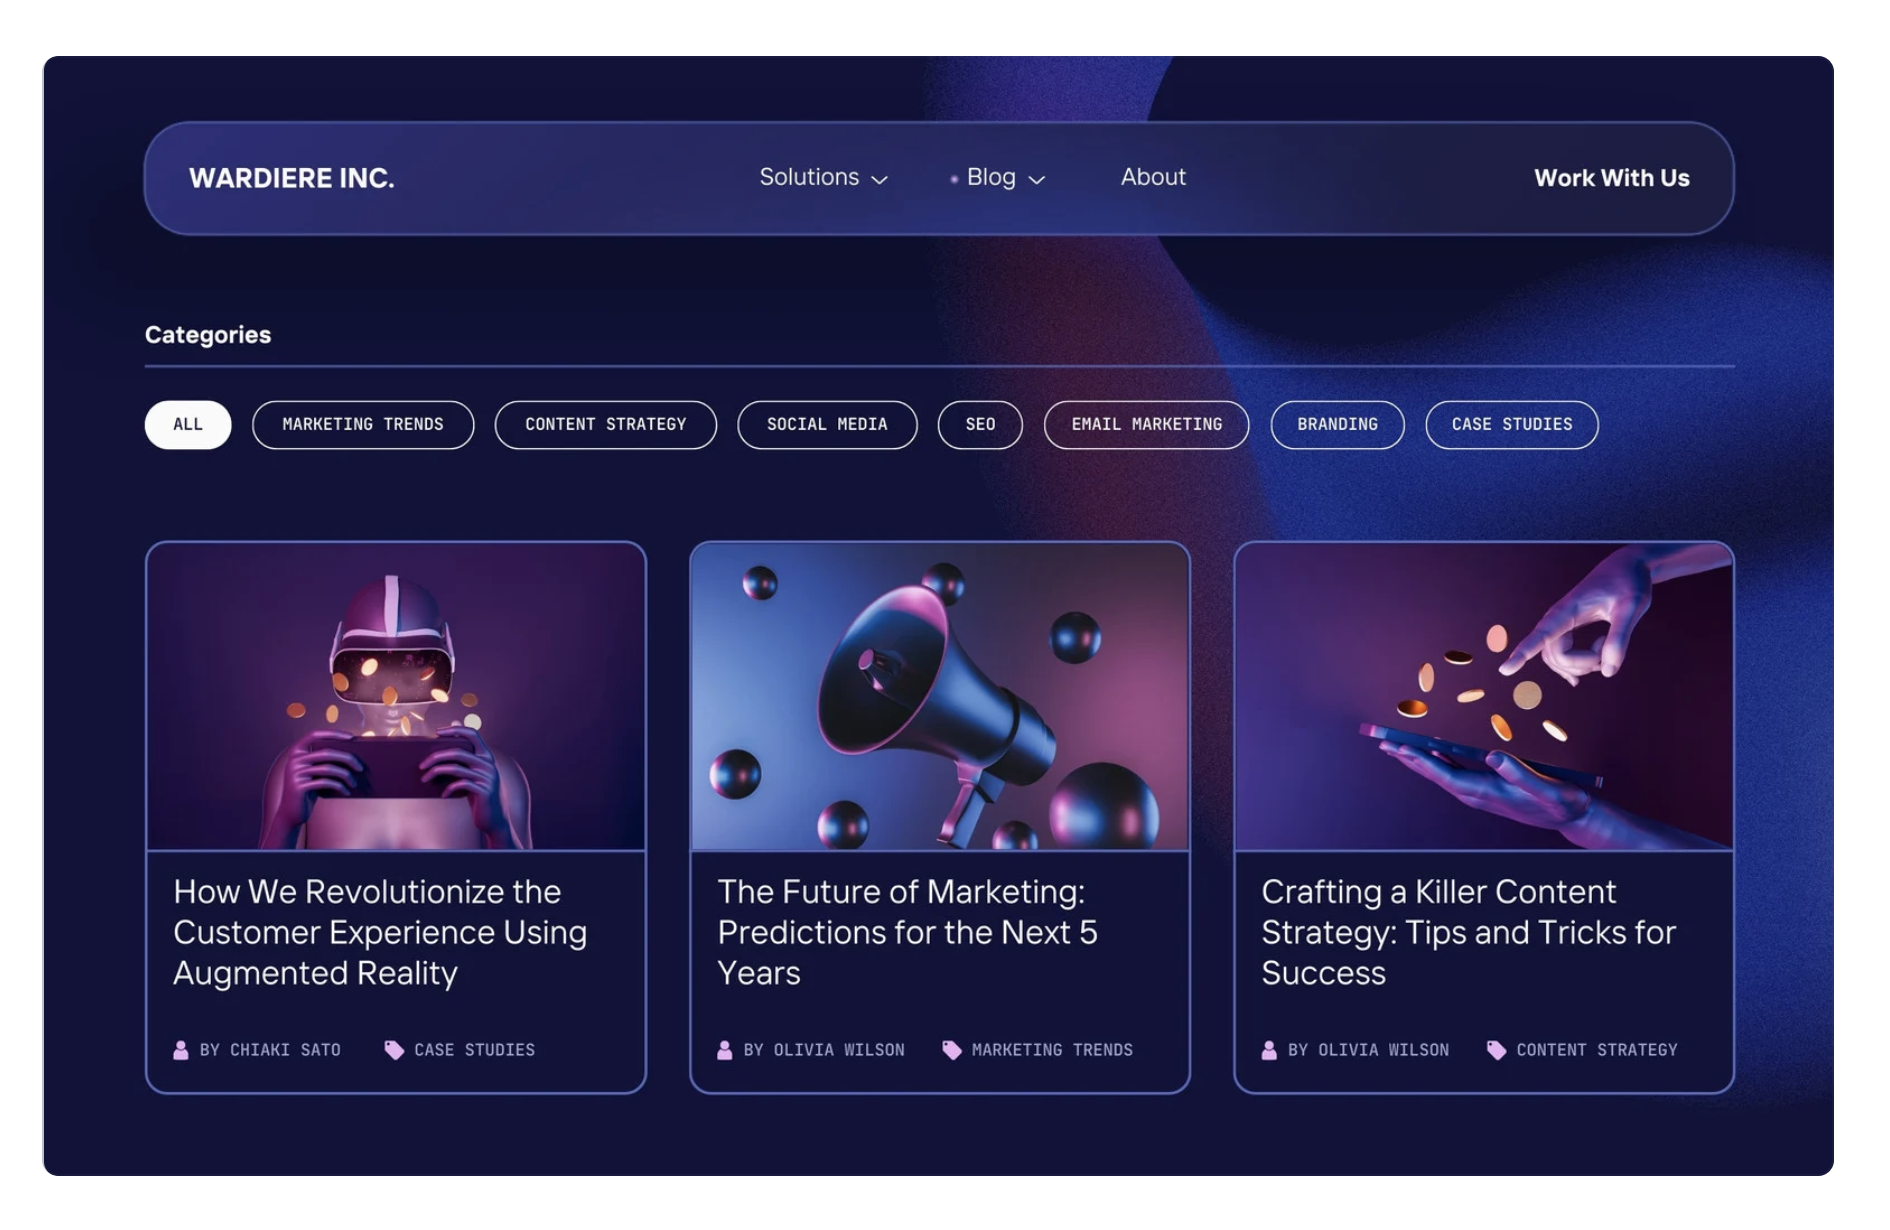 WARDIERE INC.
Solutions
Blog
About
Work With Us
Categories
ALL
MARKETING TRENDS
CONTENT STRATEGY
SOCIAL MEDIA
SEO
EMAIL MARKETING
BRANDING
CASE STUDIES
How We Revolutionize the
Customer Experience Using
Augmented Reality
BY CHIAKI SATO
CASE STUDIES
The Future of Marketing:
Predictions for the Next 5
Years
BY OLIVIA WILSON
MARKETING TRENDS
Crafting a Killer Content
Strategy: Tips and Tricks for
Success
BY OLIVIA WILSON
CONTENT STRATEGY